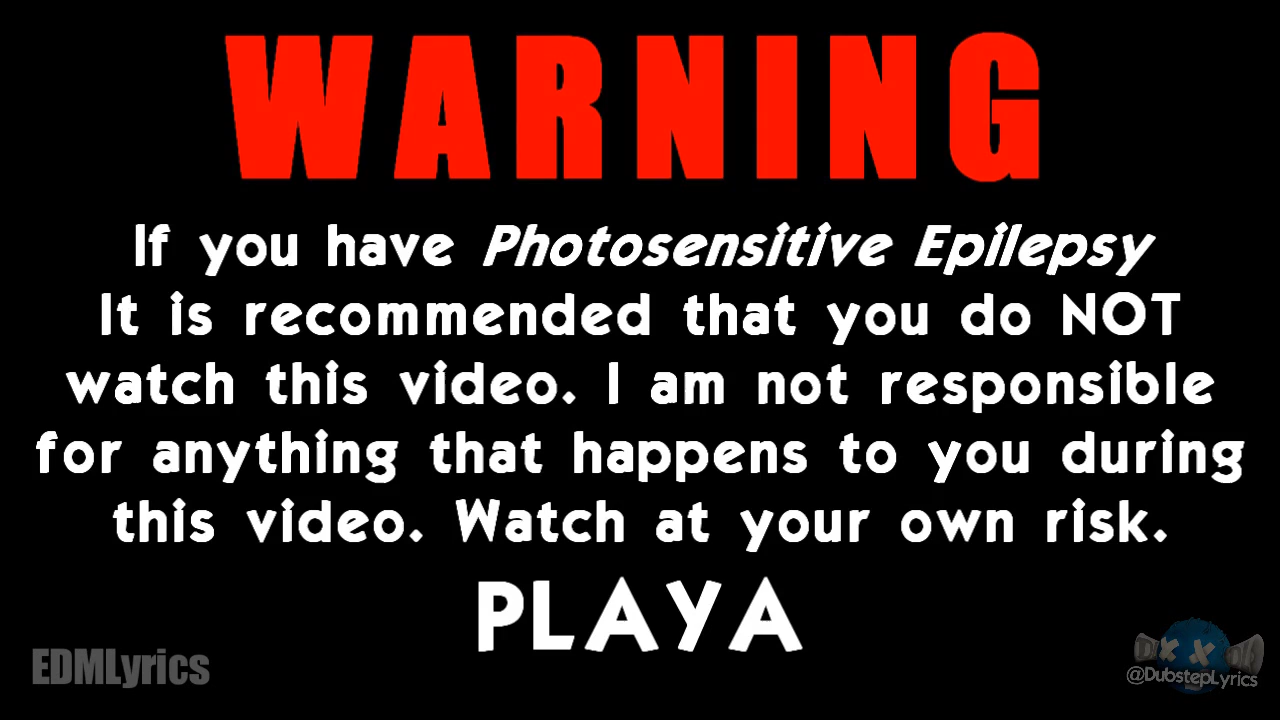 WARNING
If you have Photosensitive Epilepsy
It is recommended that you do NOT
watch this video. I am not responsible
for anything that happens to you during
this video. Watch at your own risk.
PLAYA
EDMLyrics
@DubstepLyrics